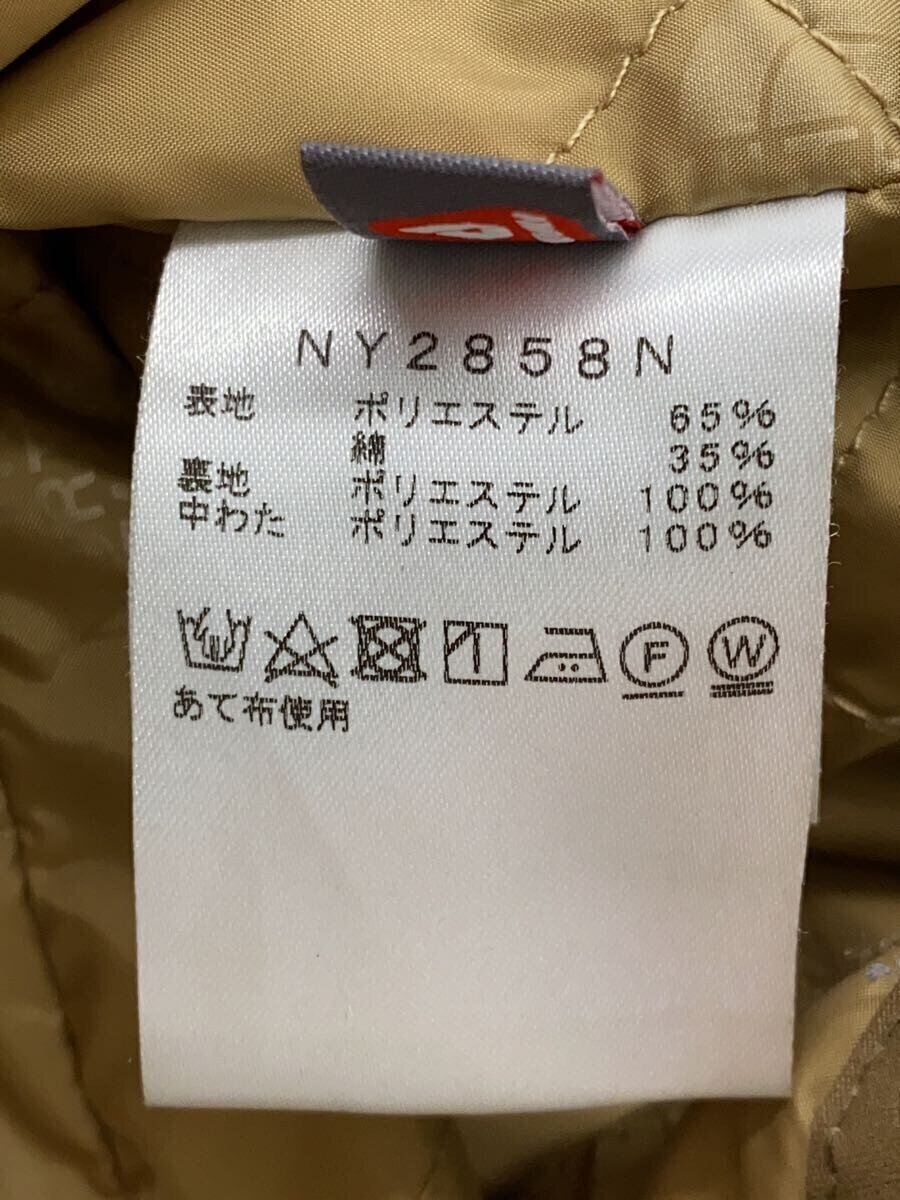 NY2858N
表地 ポリエステル 65%
綿 35%
裏地 ポリエステル 100%
中わた ポリエステル 100%
F W
あて布使用